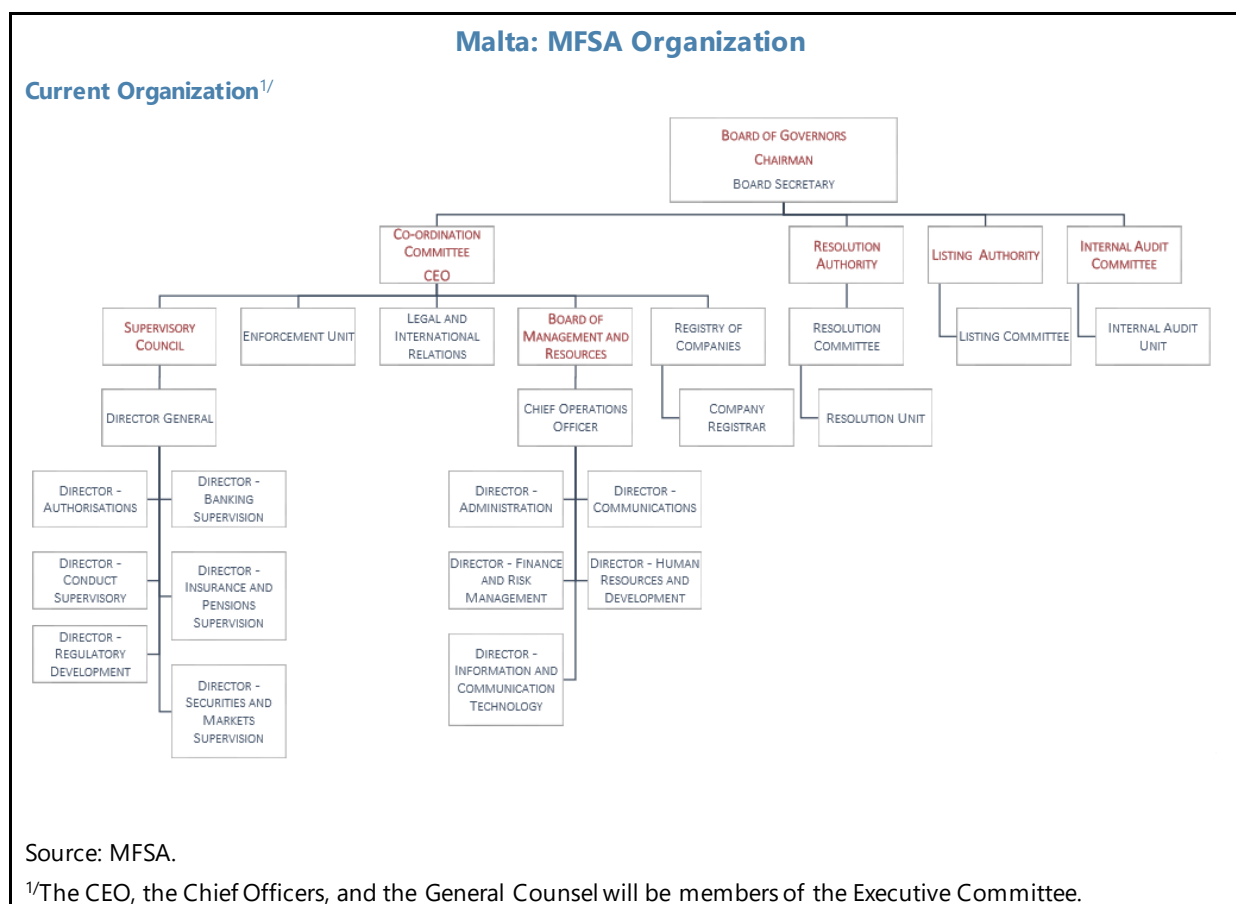 Malta: MFSA Organization
Current Organization1/
BOARD OF GOVERNORS
CHAIRMAN
BOARD SECRETARY
CO-ORDINATION
COMMITTEE
CEO
RESOLUTION
AUTHORITY
LISTING AUTHORITY
INTERNAL AUDIT
COMMITTEE
SUPERVISORY
COUNCIL
ENFORCEMENT UNIT
LEGAL AND
INTERNATIONAL
RELATIONS
BOARD OF
MANAGEMENT AND
RESOURCES
REGISTRY OF
COMPANIES
RESOLUTION
COMMITTEE
LISTING COMMITTEE
INTERNAL AUDIT
UNIT
DIRECTOR GENERAL
CHIEF OPERATIONS
OFFICER
COMPANY
REGISTRAR
RESOLUTION UNIT
DIRECTOR -
AUTHORISATIONS
DIRECTOR -
BANKING
SUPERVISION
DIRECTOR -
ADMINISTRATION
DIRECTOR -
COMMUNICATIONS
DIRECTOR -
CONDUCT
SUPERVISORY
DIRECTOR -
INSURANCE AND
PENSIONS
SUPERVISION
DIRECTOR - FINANCE
AND RISK
MANAGEMENT
DIRECTOR - HUMAN
RESOURCES AND
DEVELOPMENT
DIRECTOR -
REGULATORY
DEVELOPMENT
DIRECTOR -
SECURITIES AND
MARKETS
SUPERVISION
DIRECTOR -
INFORMATION AND
COMMUNICATION
TECHNOLOGY
Source: MFSA.
1/The CEO, the Chief Officers, and the General Counsel will be members of the Executive Committee.